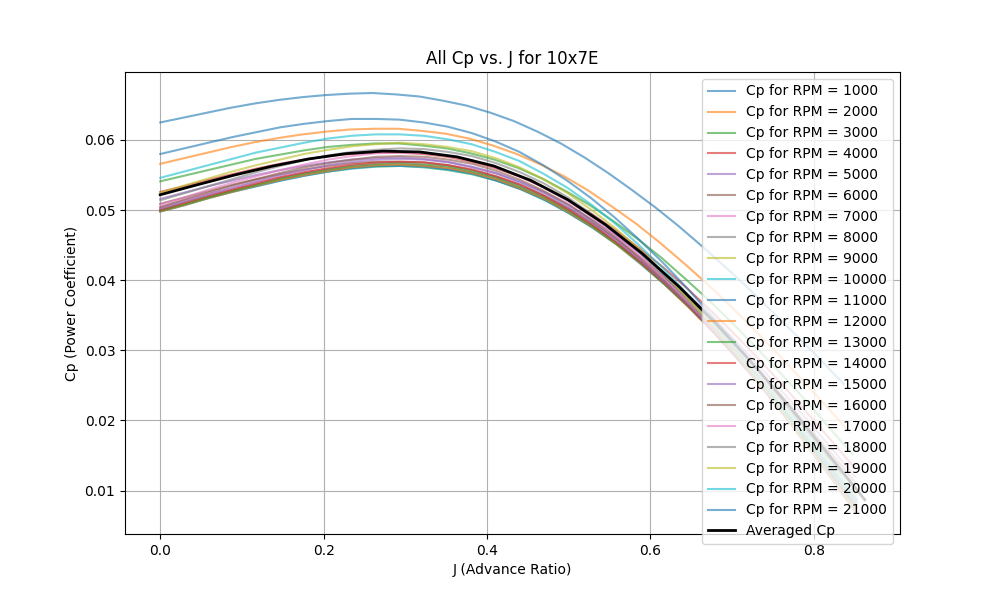 All Cp vs. J for 10x7E
Cp (Power Coefficient)
0.06
0.05
0.04
0.03
0.02
0.01
0.0
0.2
0.4
0.6
0.8
J (Advance Ratio)
Cp for RPM = 1000
Cp for RPM = 2000
Cp for RPM = 3000
Cp for RPM = 4000
Cp for RPM = 5000
Cp for RPM = 6000
Cp for RPM = 7000
Cp for RPM = 8000
Cp for RPM = 9000
Cp for RPM = 10000
Cp for RPM = 11000
Cp for RPM = 12000
Cp for RPM = 13000
Cp for RPM = 14000
Cp for RPM = 15000
Cp for RPM = 16000
Cp for RPM = 17000
Cp for RPM = 18000
Cp for RPM = 19000
Cp for RPM = 20000
Cp for RPM = 21000
Averaged Cp